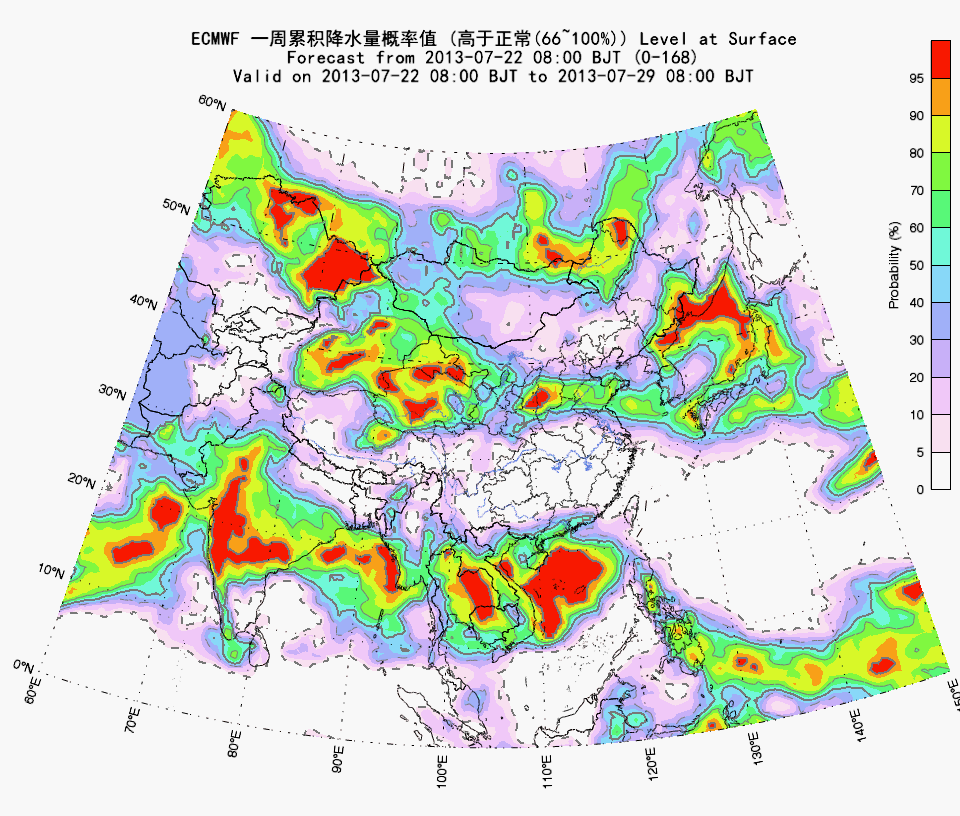 ECMWF 一周累积降水量概率值 (高于正常(66~100%)) Level at Surface
Forecast from 2013-07-22 08:00 BJT (0-168)
Valid on 2013-07-22 08:00 BJT to 2013-07-29 08:00 BJT
60°N
50°N
40°N
30°N
20°N
10°N
0°N
60°E
70°E
80°E
90°E
100°E
110°E
120°E
130°E
140°E
150°E
95
90
80
70
60
50
40
30
20
10
5
0
Probability (%)